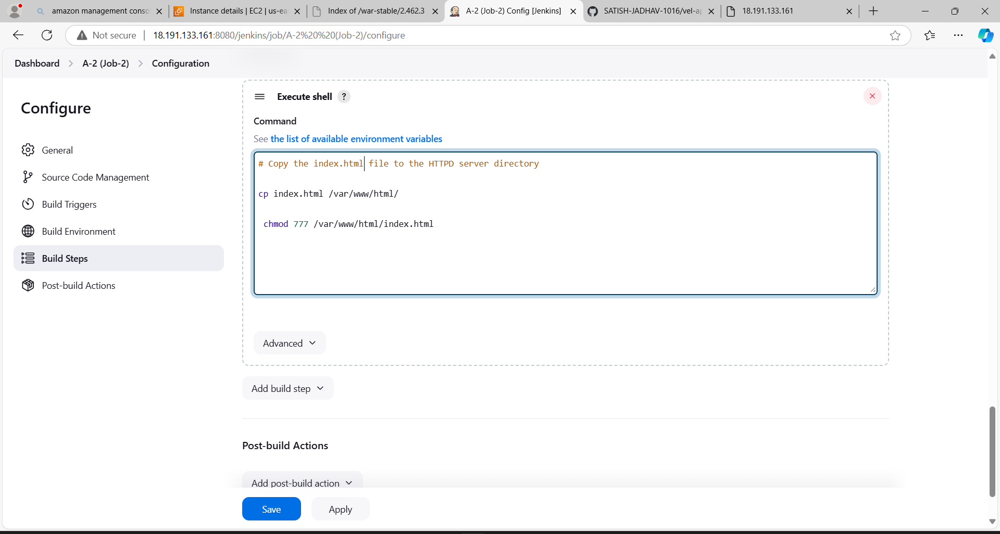 amazon management conso
Instance details | EC2 | us-ea
Index of /war-stable/2.462.3
A-2 (Job-2) Config [Jenkins]
SATISH-JADHAV-1016/vel-ap
18.191.133.161
Not secure
18.191.133.161:8080/jenkins/job/A-2%20%20(Job-2)/configure
Dashboard > A-2 (Job-2) > Configuration
Configure
General
Source Code Management
Build Triggers
Build Environment
Build Steps
Post-build Actions
Execute shell ?
Command
See the list of available environment variables
# Copy the index.html file to the HTTPD server directory
cp index.html /var/www/html/
chmod 777 /var/www/html/index.html
Advanced
Add build step
Post-build Actions
Add post-build action
Save
Apply